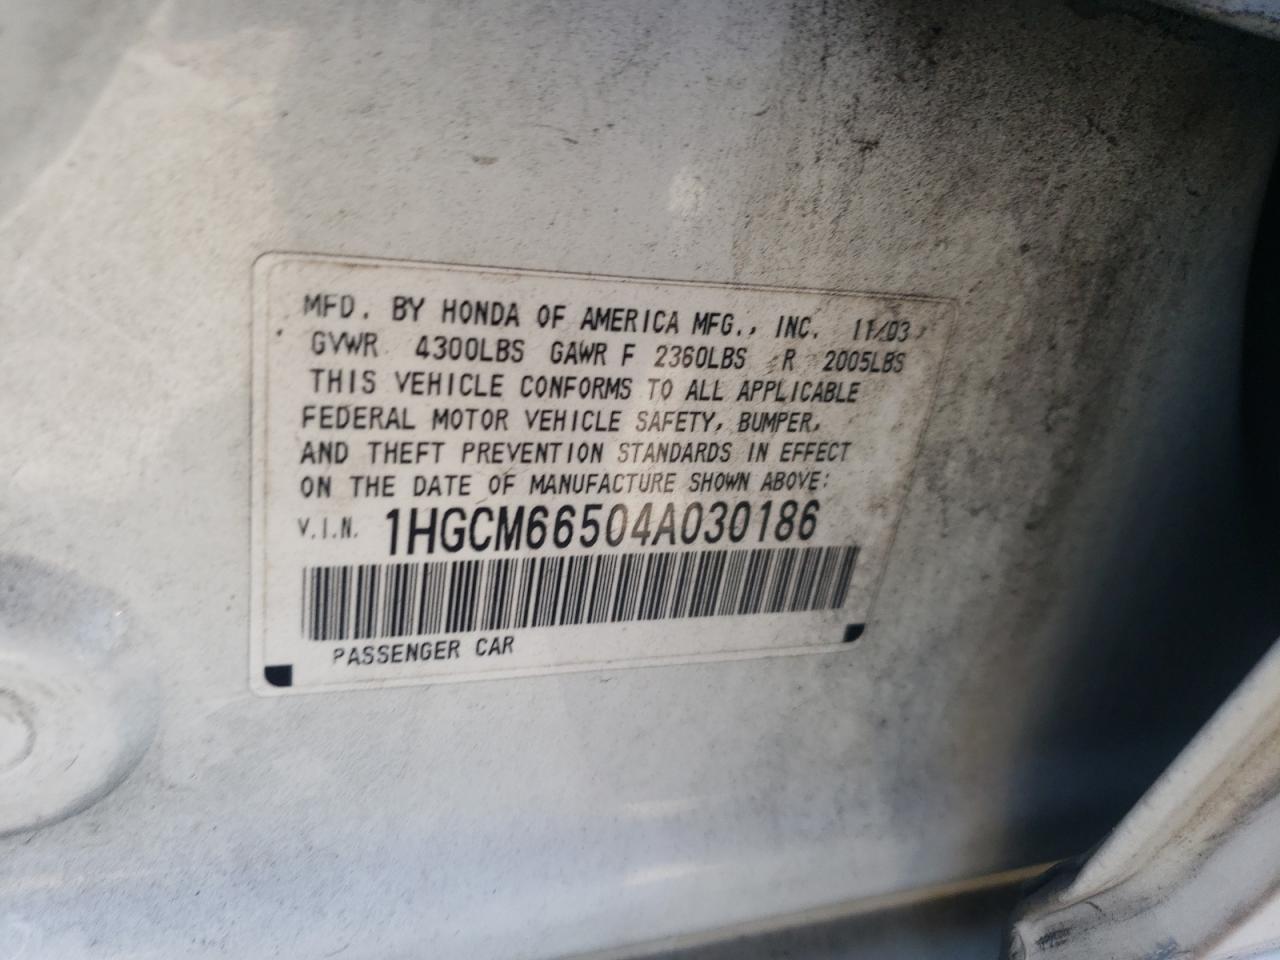 MFD. BY HONDA OF AMERICA MFG., INC. 11/03
GVWR 4300LBS GAWR F 2360LBS R 2005LBS
THIS VEHICLE CONFORMS TO ALL APPLICABLE
FEDERAL MOTOR VEHICLE SAFETY, BUMPER,
AND THEFT PREVENTION STANDARDS IN EFFECT
ON THE DATE OF MANUFACTURE SHOWN ABOVE:
V.I.N. 1HGCM66504A030186
PASSENGER CAR